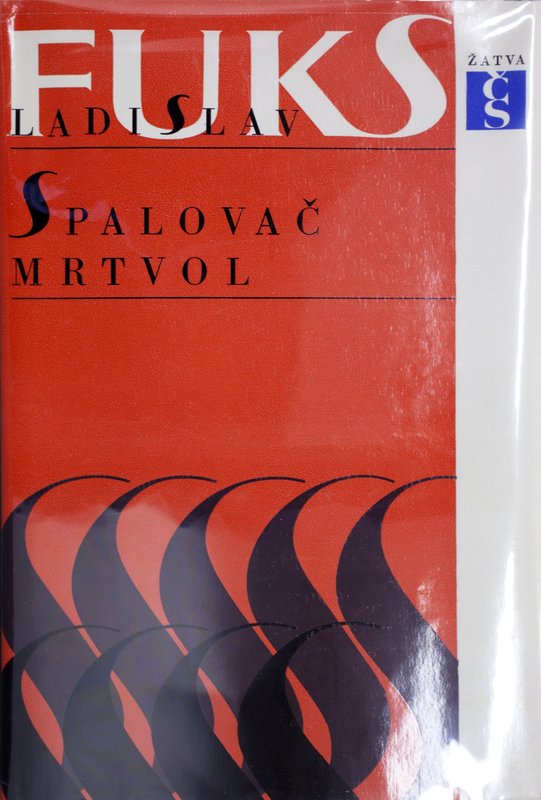 FUKS
LADISLAV
ŽATVA
ČS
SPALOVAČ
MRTVOL